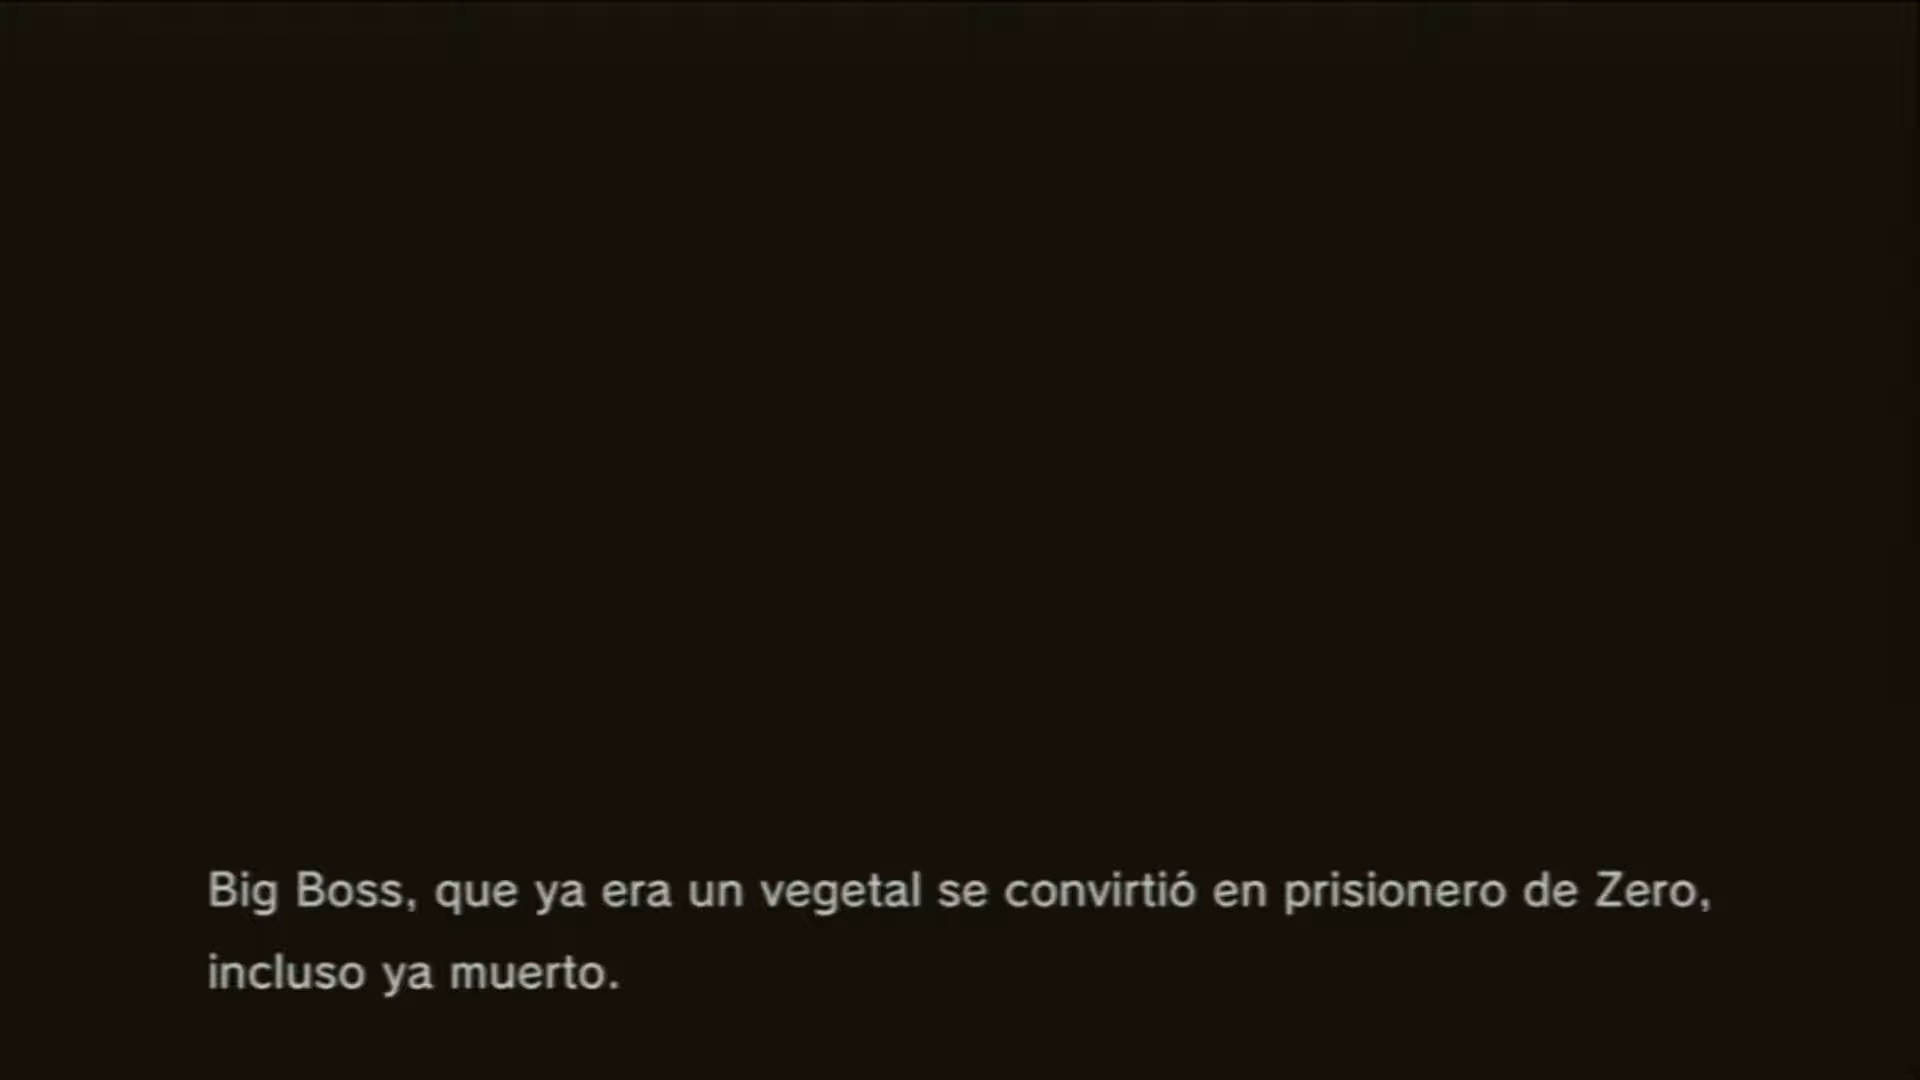 Big Boss, que ya era un vegetal se convirtió en prisionero de Zero,
incluso ya muerto.